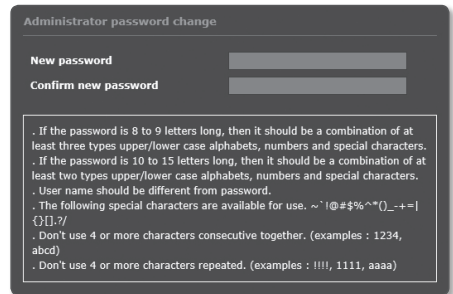 Administrator password change
New password
Confirm new password
. If the password is 8 to 9 letters long, then it should be a combination of at
least three types upper/lower case alphabets, numbers and special characters.
. If the password is 10 to 15 letters long, then it should be a combination of at
least two types upper/lower case alphabets, numbers and special characters.
. User name should be different from password.
. The following special characters are available for use. ~`!@#$%^*()_-+=|
{}[].?/
. Don't use 4 or more characters consecutive together. (examples : 1234,
abcd)
. Don't use 4 or more characters repeated. (examples : !!!!, 1111, aaaa)